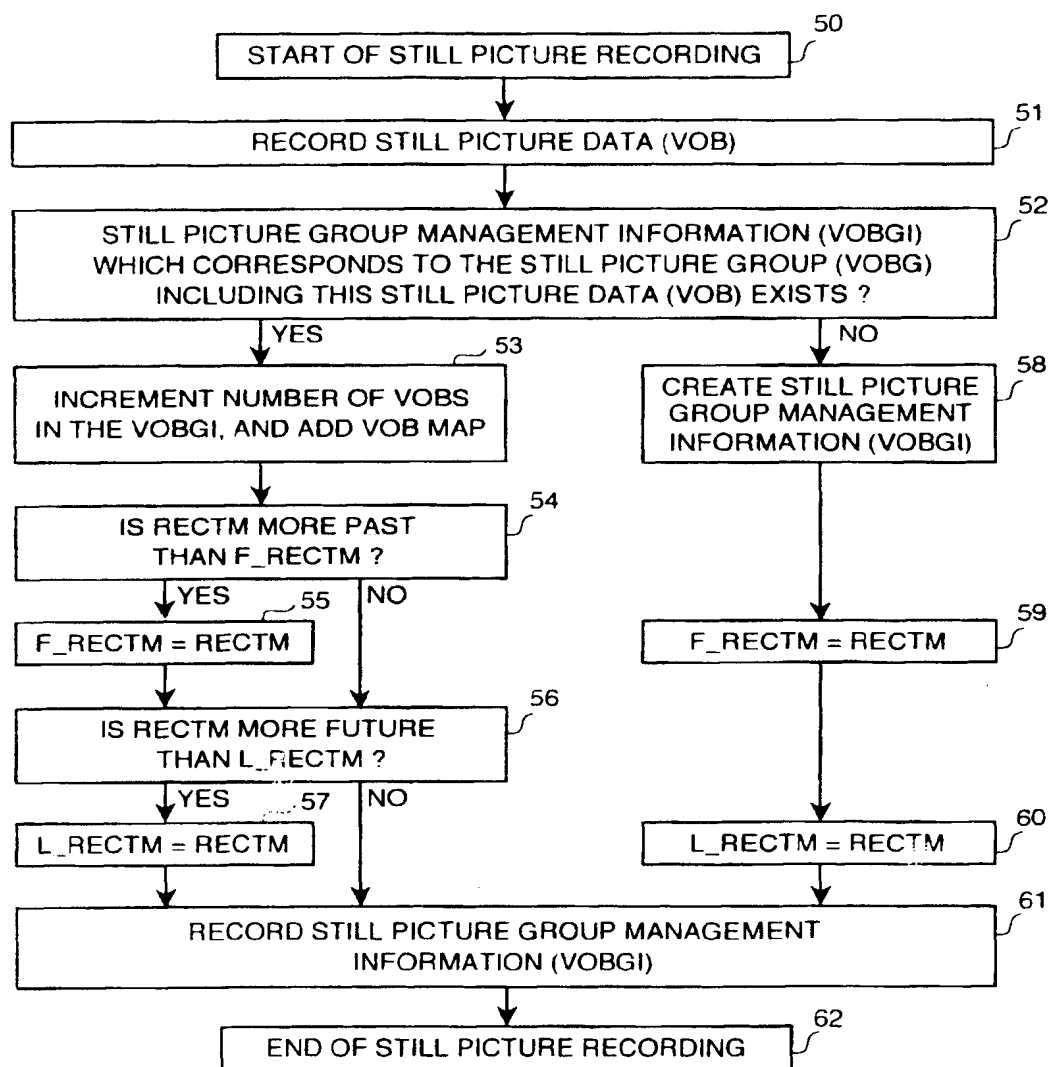 50
START OF STILL PICTURE RECORDING
51
RECORD STILL PICTURE DATA (VOB)
52
STILL PICTURE GROUP MANAGEMENT INFORMATION (VOBGI)
WHICH CORRESPONDS TO THE STILL PICTURE GROUP (VOBG)
INCLUDING THIS STILL PICTURE DATA (VOB) EXISTS ?
YES
NO
53
INCREMENT NUMBER OF VOBS
IN THE VOBGI, AND ADD VOB MAP
58
CREATE STILL PICTURE
GROUP MANAGEMENT
INFORMATION (VOBGI)
54
IS RECTM MORE PAST
THAN F_RECTM ?
YES
NO
55
F_RECTM = RECTM
59
F_RECTM = RECTM
56
IS RECTM MORE FUTURE
THAN L_RECTM ?
YES
NO
57
L_RECTM = RECTM
60
L_RECTM = RECTM
61
RECORD STILL PICTURE GROUP MANAGEMENT
INFORMATION (VOBGI)
62
END OF STILL PICTURE RECORDING